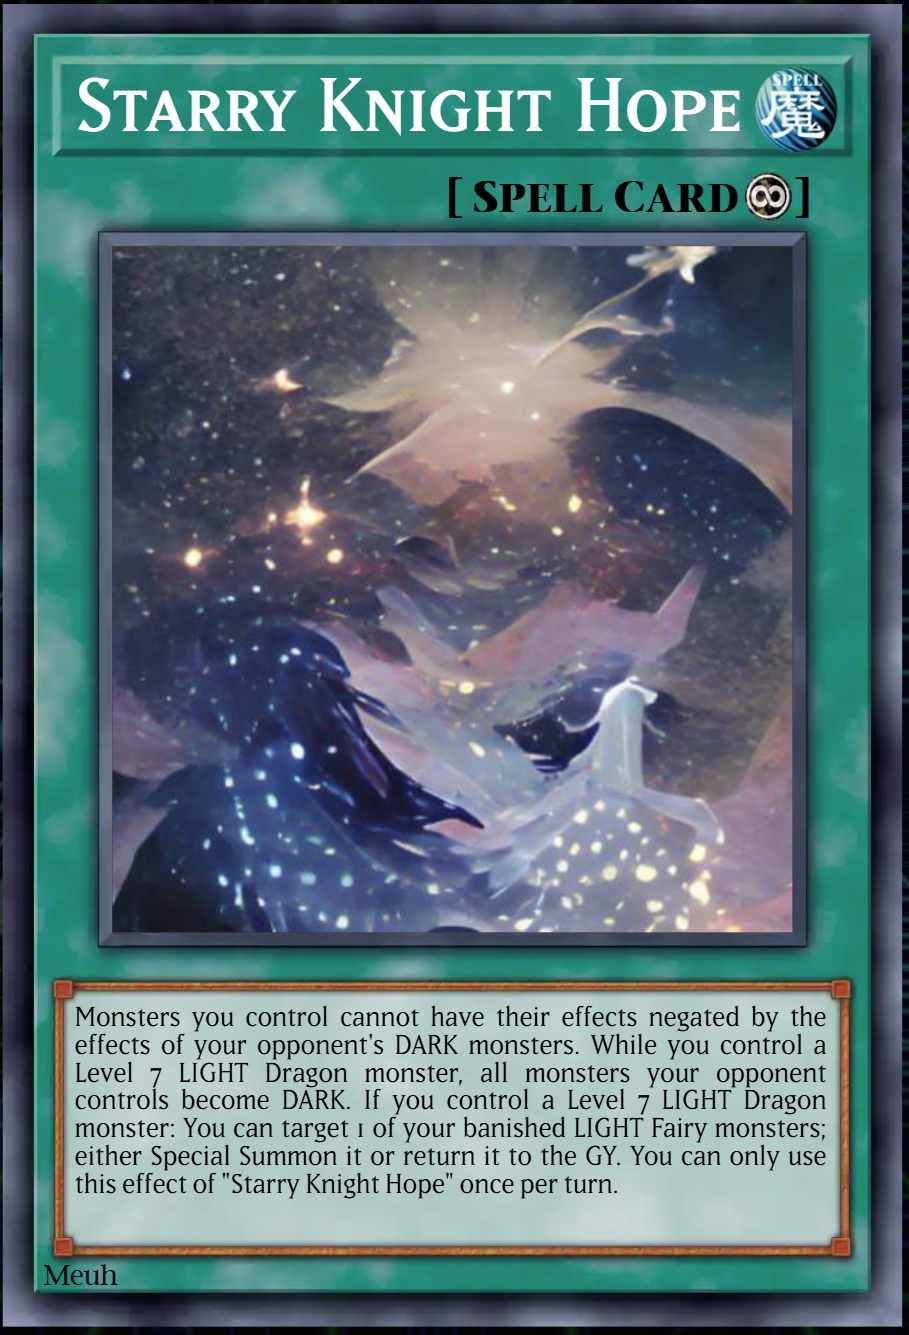 STARRY KNIGHT HOPE
SPELL
魔
[ SPELL CARD ]
Monsters you control cannot have their effects negated by the
effects of your opponent's DARK monsters. While you control a
Level 7 LIGHT Dragon monster, all monsters your opponent
controls become DARK. If you control a Level 7 LIGHT Dragon
monster: You can target 1 of your banished LIGHT Fairy monsters;
either Special Summon it or return it to the GY. You can only use
this effect of "Starry Knight Hope" once per turn.
Meuh